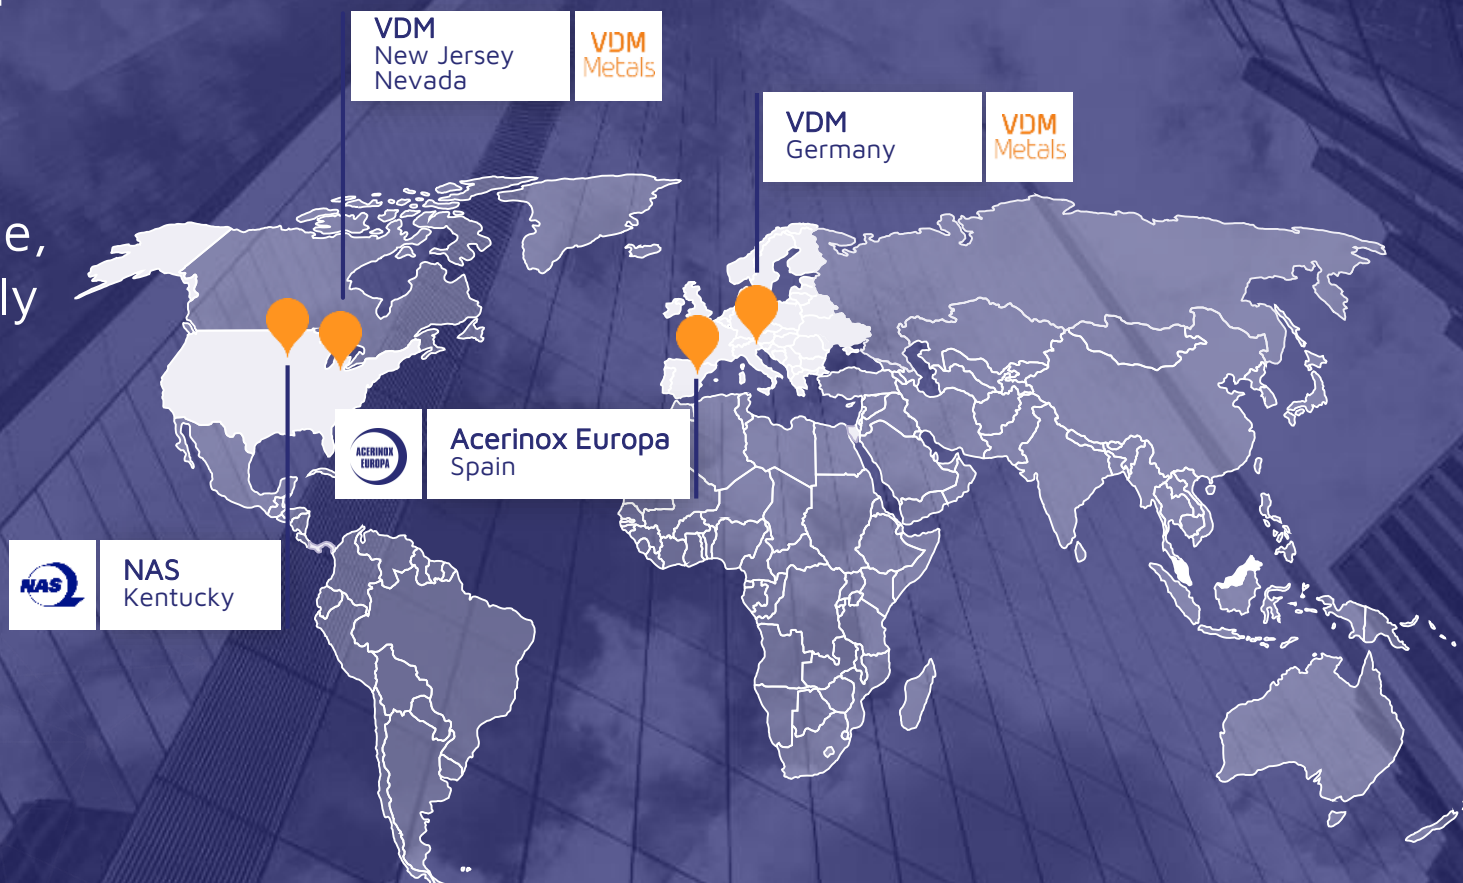 VDM
New Jersey
Nevada
VDM
Metals
VDM
Germany
VDM
Metals
e,
ly
ACERINOX
EUROPA
Acerinox Europa
Spain
NAS
NAS
Kentucky